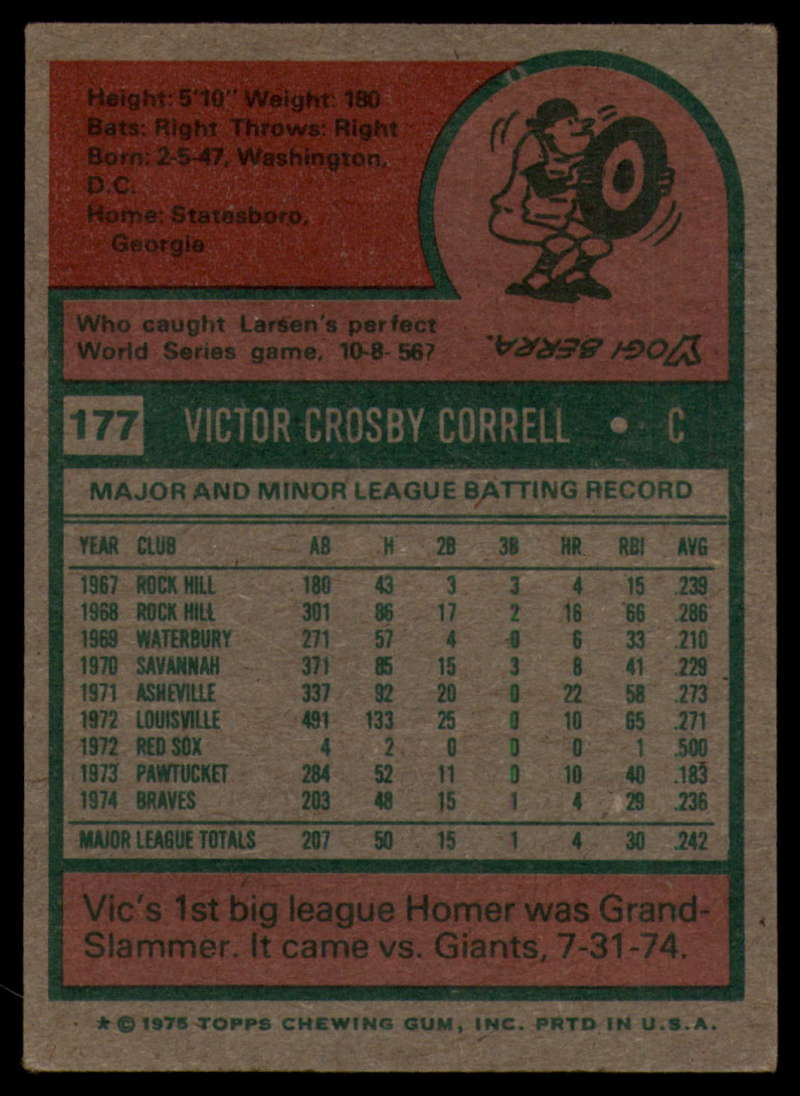 Height: 5'10" Weight: 180
Bats: Right Throws: Right
Born: 2-5-47, Washington,
D.C.
Home: Statesboro,
Georgia
Who caught Larsen's perfect
World Series game, 10-8-56?
YOGI BERRA.
177 VICTOR CROSBY CORRELL • C
MAJOR AND MINOR LEAGUE BATTING RECORD
YEAR CLUB AB H 2B 3B HR RBI AVG
1967 ROCK HILL 180 43 3 3 4 15 .239
1968 ROCK HILL 301 86 17 2 16 66 .286
1969 WATERBURY 271 57 4 0 6 33 .210
1970 SAVANNAH 371 85 15 3 8 41 .229
1971 ASHEVILLE 337 92 20 0 22 58 .273
1972 LOUISVILLE 491 133 25 0 10 65 .271
1972 RED SOX 4 2 0 0 0 1 .500
1973 PAWTUCKET 284 52 11 0 10 40 .183
1974 BRAVES 203 48 15 1 4 29 .236
MAJOR LEAGUE TOTALS 207 50 15 1 4 30 .242
Vic's 1st big league Homer was Grand-
Slammer. It came vs. Giants, 7-31-74.
* © 1975 TOPPS CHEWING GUM, INC. PRTD IN U.S.A.